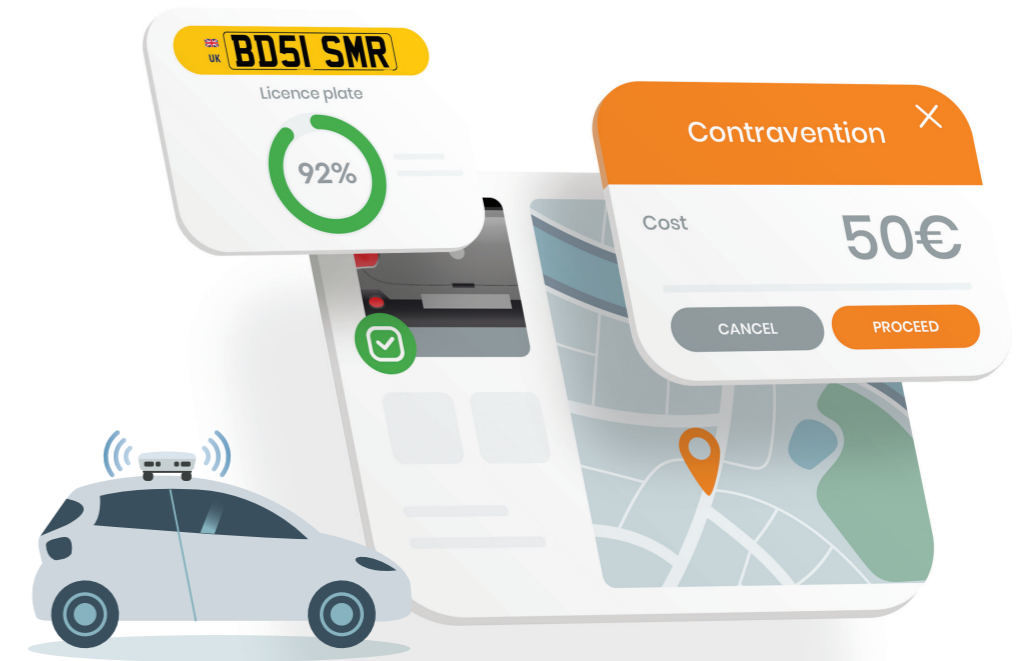 UK
BD51 SMR
Licence plate
92%
Contravention
Cost
50€
CANCEL
PROCEED